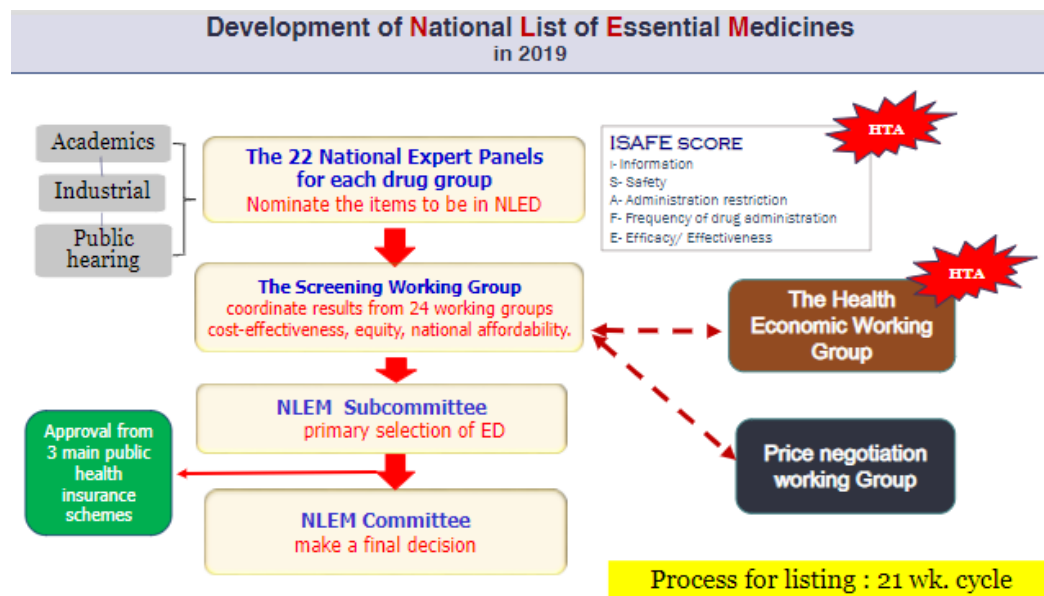 Development of National List of Essential Medicines
in 2019
Academics
Industrial
Public
hearing
The 22 National Expert Panels
for each drug group
Nominate the items to be in NLED
ISAFE SCORE
I- Information
S- Safety
A- Administration restriction
F- Frequency of drug administration
E- Efficacy/ Effectiveness
HTA
The Screening Working Group
coordinate results from 24 working groups
cost-effectiveness, equity, national affordability.
HTA
The Health
Economic Working
Group
NLEM Subcommittee
primary selection of ED
Approval from
3 main public
health
insurance
schemes
Price negotiation
working Group
NLEM Committee
make a final decision
Process for listing : 21 wk. cycle